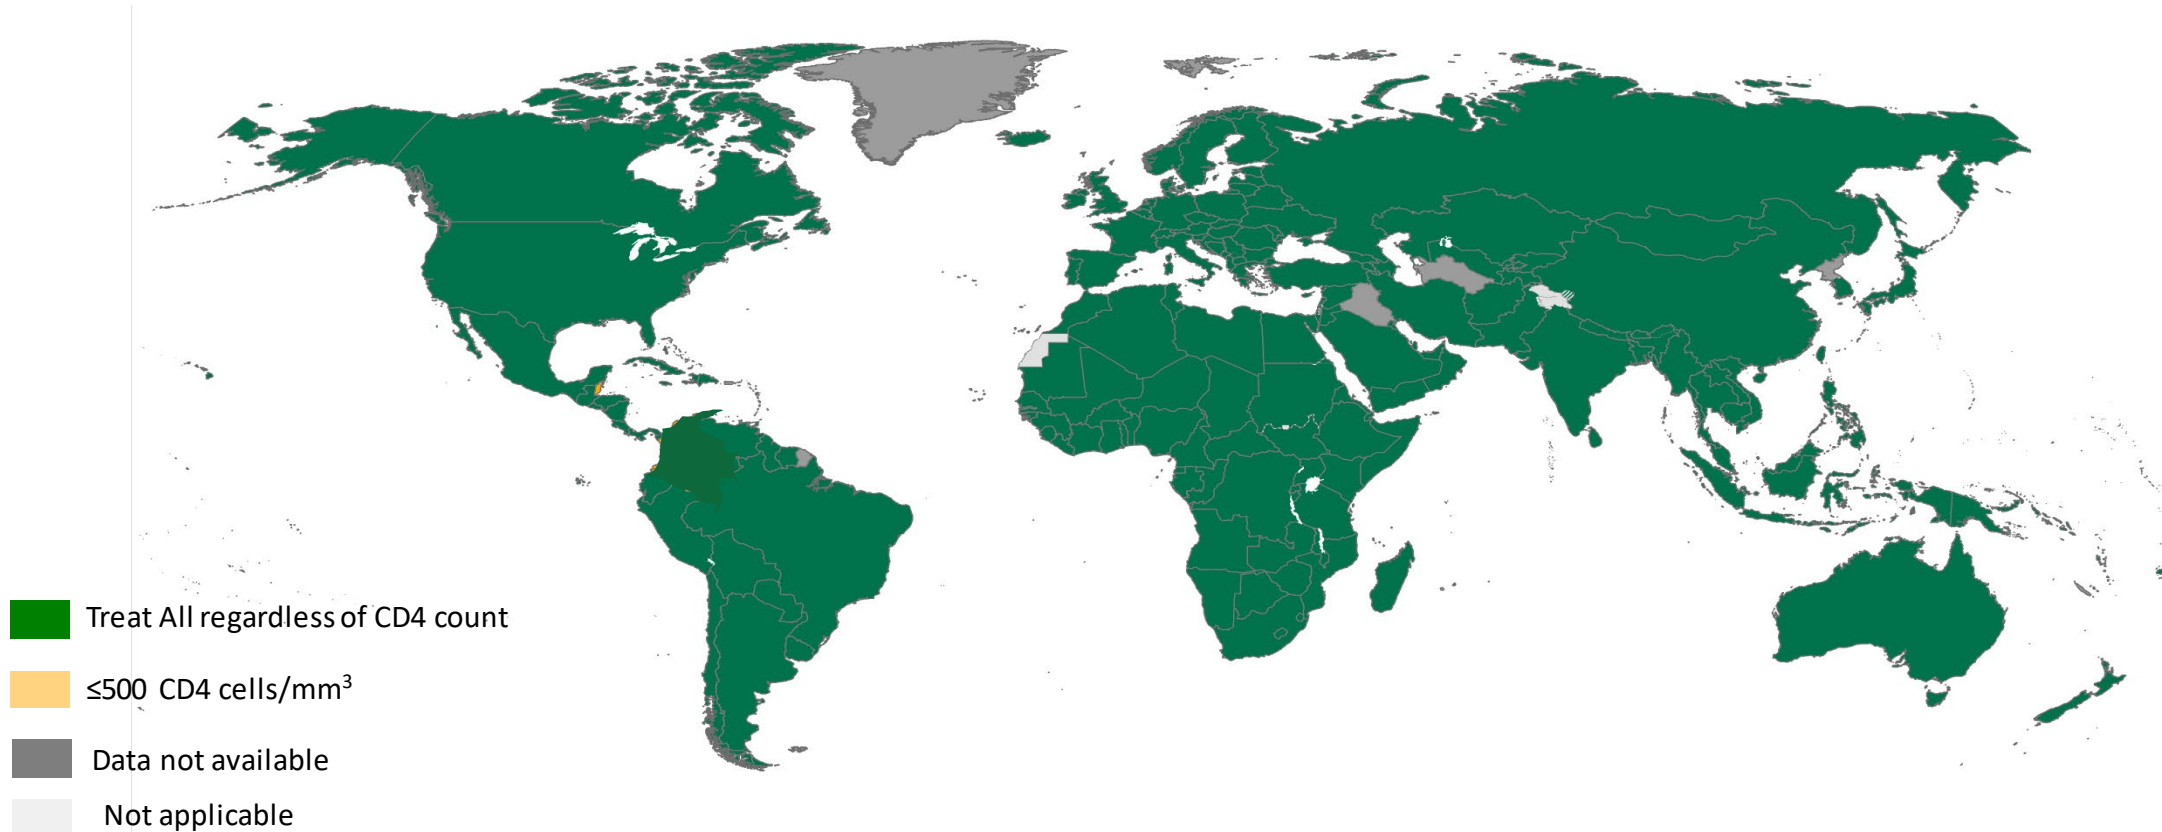 Treat All regardless of CD4 count
≤500 CD4 cells/mm³
Data not available
Not applicable